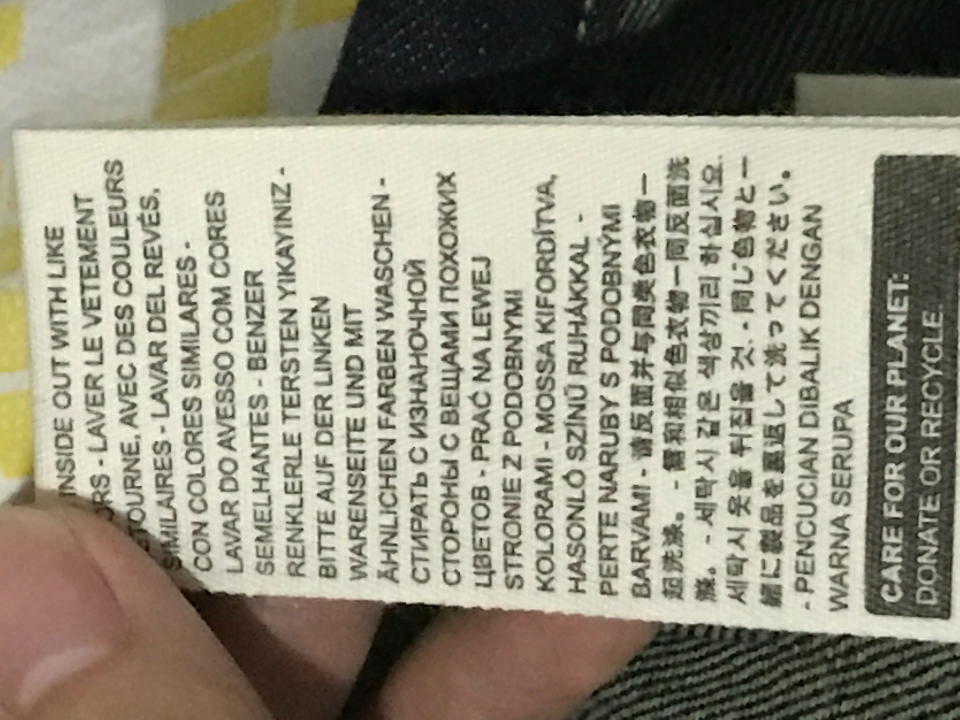 INSIDE OUT WITH LIKE
- LAVER LE VETEMENT
AVEC DES COULEURS
SIMILAIRES - LAVAR DEL REVÉS,
CON COLORES SIMILARES -
LAVAR DO AVESSO COM CORES
SEMELHANTES - BENZER
RENKLERLE TERSTEN YIKAYINIZ -
BITTE AUF DER LINKEN
WARENSEITE UND MIT
ÄHNLICHEN FARBEN WASCHEN -
СТИРАТЬ С ИЗНАНОЧНОЙ
СТОРОНЫ С ВЕЩАМИ ПОХОЖИХ
ЦВЕТОВ - PRAĆ NA LEWEJ
STRONIE Z PODOBNYMI
KOLORAMI - MOSSA KIFORDÍTVA,
HASONLÓ SZÍNŰ RUHÁKKAL -
PERTE NARUBY S PODOBNÝMI
BARVAMI - 请反面并与同类色衣物一
起洗涤。 - 需和相似色衣物一同反面洗
滌。 - 세탁시 같은 색상끼리 하십시오.
세탁시 옷을 뒤집을 것. - 同じ色物と一
緒に製品を裏返して洗ってください。
- PENCUCIAN DIBALIK DENGAN
WARNA SERUPA
CARE FOR OUR PLANET:
DONATE OR RECYCLE